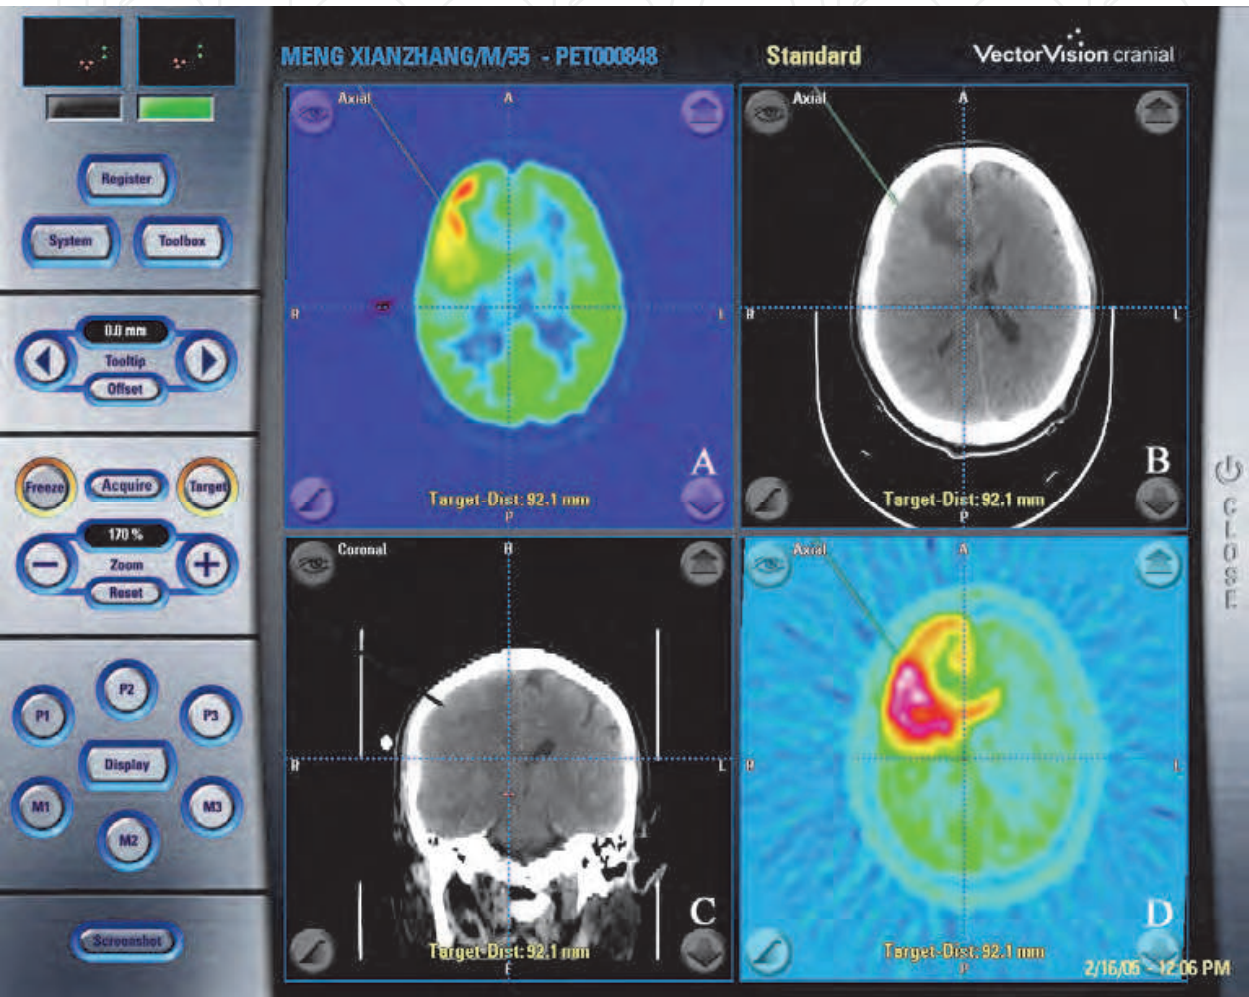 MENG XIANZHANG/M/55 - PET000848
Standard
VectorVision cranial
Register
System
Toolbox
0.0 mm
Tooltip
Offset
Freeze
Acquire
Target
170 %
Zoom
Reset
P1
P2
P3
Display
M1
M2
M3
Screenshot
Axial
A
R
L
A
Target-Dist: 92.1 mm
P
Axial
A
R
L
B
Target-Dist: 92.1 mm
P
Coronal
H
R
L
C
Target-Dist: 92.1 mm
F
Axial
A
R
L
D
Target-Dist: 92.1 mm
P
2/16/05 - 12:06 PM
CLOSE